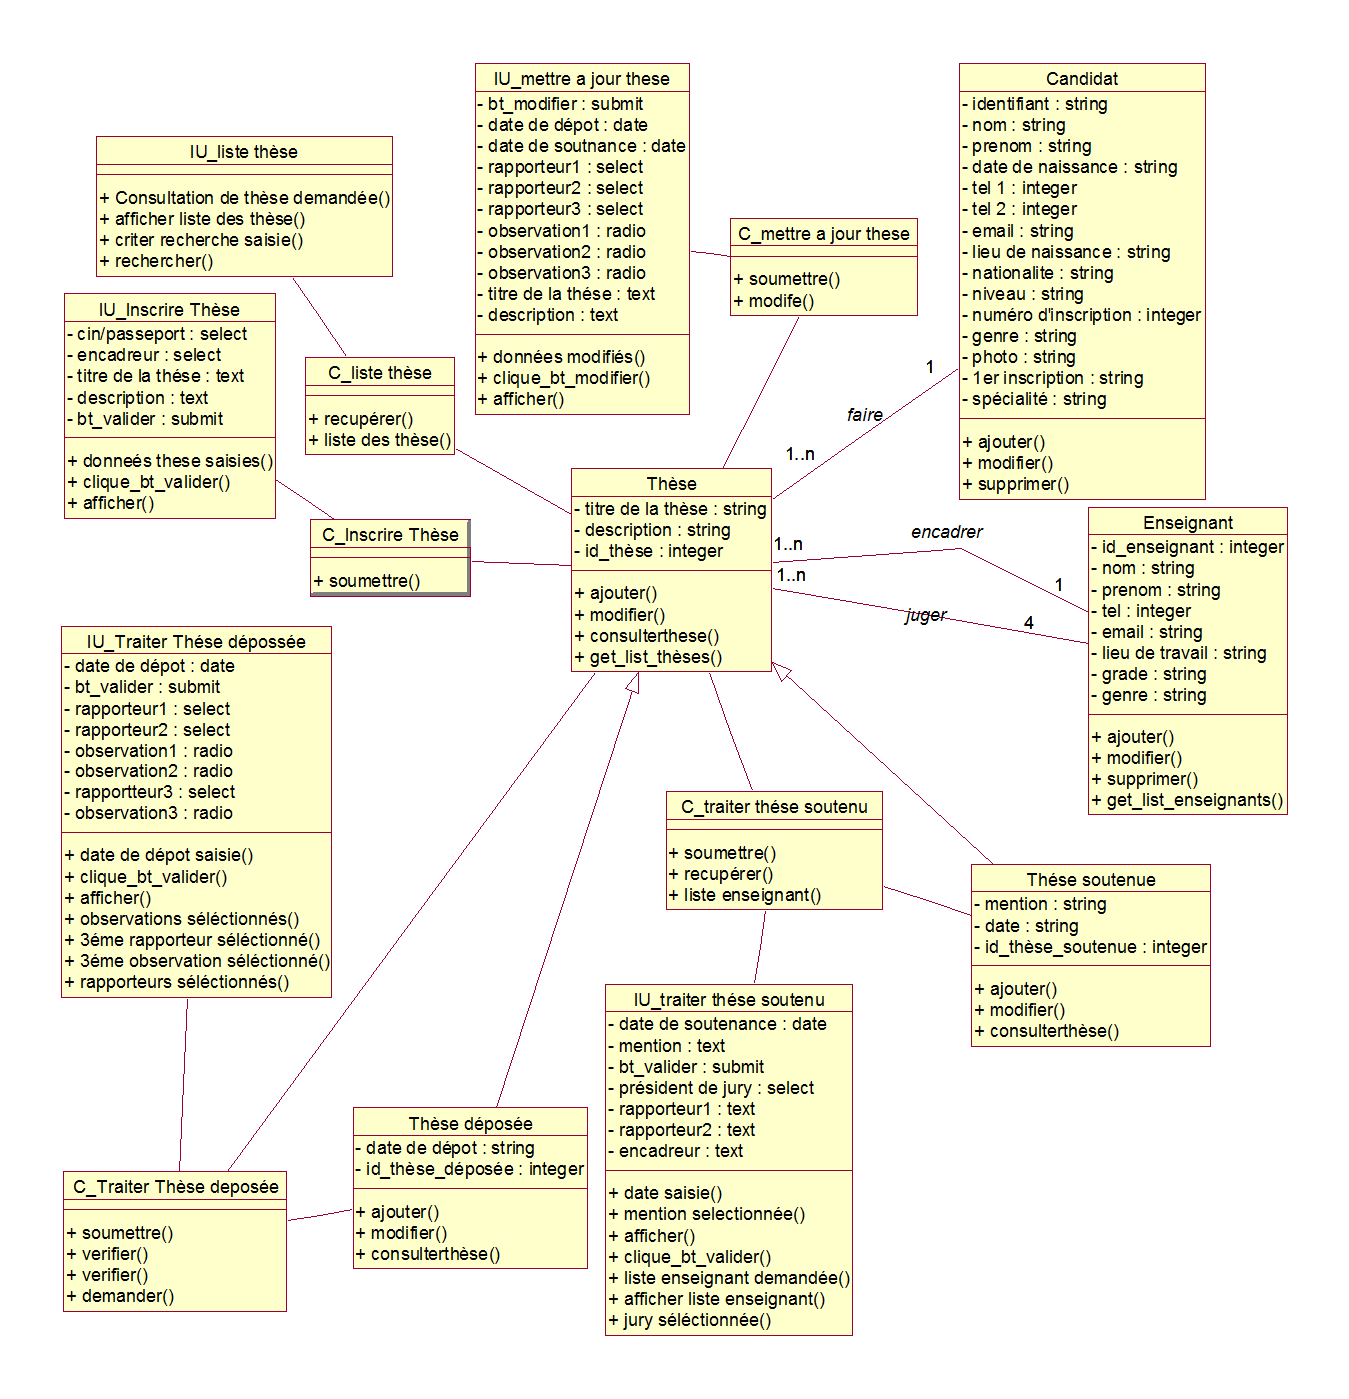 IU_mettre a jour these
- bt_modifier : submit
- date de dépot : date
- date de soutnance : date
- rapporteur1 : select
- rapporteur2 : select
- rapporteur3 : select
- observation1 : radio
- observation2 : radio
- observation3 : radio
- titre de la thése : text
- description : text
+ données modifiés()
+ clique_bt_modifier()
+ afficher()
Candidat
- identifiant : string
- nom : string
- prenom : string
- date de naissance : string
- tel 1 : integer
- tel 2 : integer
- email : string
- lieu de naissance : string
- nationalite : string
- niveau : string
- numéro d'inscription : integer
- genre : string
- photo : string
- 1er inscription : string
- spécialité : string
+ ajouter()
+ modifier()
+ supprimer()
IU_liste thèse
+ Consultation de thèse demandée()
+ afficher liste des thèse()
+ criter recherche saisie()
+ rechercher()
C_mettre a jour these
+ soumettre()
+ modife()
IU_Inscrire Thèse
- cin/passeport : select
- encadreur : select
- titre de la thése : text
- description : text
- bt_valider : submit
+ donneés these saisies()
+ clique_bt_valider()
+ afficher()
C_liste thèse
+ recupérer()
+ liste des thèse()
1
faire
1..n
Thèse
- titre de la thèse : string
- description : string
- id_thèse : integer
+ ajouter()
+ modifier()
+ consulterthese()
+ get_list_thèses()
C_Inscrire Thèse
+ soumettre()
encadrer
1..n
1
1..n
juger
4
Enseignant
- id_enseignant : integer
- nom : string
- prenom : string
- tel : integer
- email : string
- lieu de travail : string
- grade : string
- genre : string
+ ajouter()
+ modifier()
+ supprimer()
+ get_list_enseignants()
IU_Traiter Thése dépossée
- date de dépot : date
- bt_valider : submit
- rapporteur1 : select
- rapporteur2 : select
- observation1 : radio
- observation2 : radio
- rapportteur3 : select
- observation3 : radio
+ date de dépot saisie()
+ clique_bt_valider()
+ afficher()
+ observations séléctionnés()
+ 3éme rapporteur séléctionné()
+ 3éme observation séléctionné()
+ rapporteurs séléctionnés()
C_traiter thése soutenu
+ soumettre()
+ recupérer()
+ liste enseignant()
Thése soutenue
- mention : string
- date : string
- id_thèse_soutenue : integer
+ ajouter()
+ modifier()
+ consulterthèse()
IU_traiter thése soutenu
- date de soutenance : date
- mention : text
- bt_valider : submit
- président de jury : select
- rapporteur1 : text
- rapporteur2 : text
- encadreur : text
+ date saisie()
+ mention selectionnée()
+ afficher()
+ clique_bt_valider()
+ liste enseignant demandée()
+ afficher liste enseignant()
+ jury séléctionnée()
Thèse déposée
- date de dépot : string
- id_thèse_déposée : integer
+ ajouter()
+ modifier()
+ consulterthèse()
C_Traiter Thèse deposée
+ soumettre()
+ verifier()
+ verifier()
+ demander()